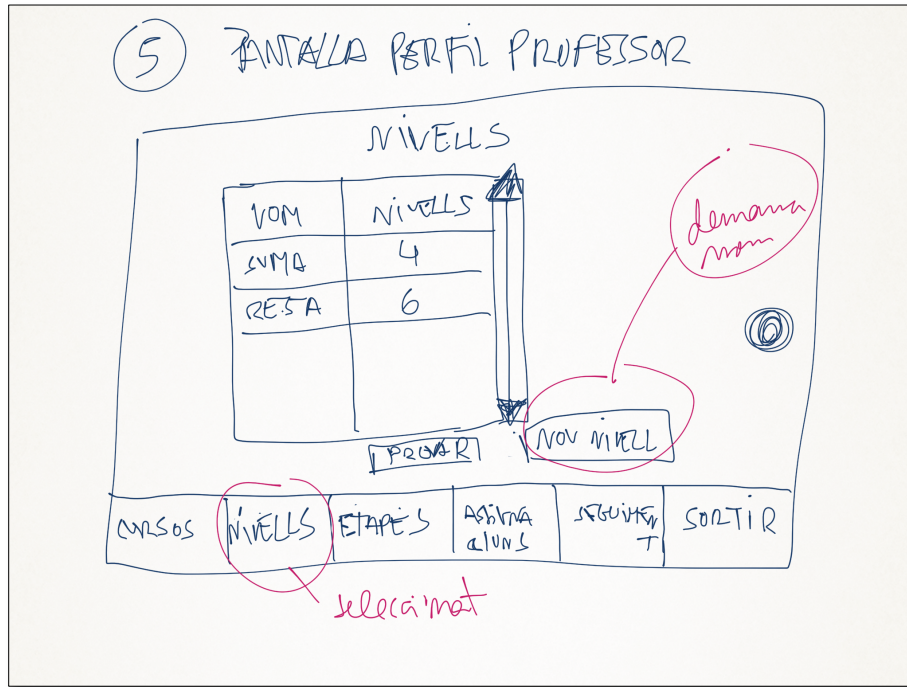 5 PANTALLA PERFIL PROFESSOR
NIVELLS
NOM NIVELLS
SUMA 4
RESTA 6
demana
nom
PROVAR
NOU NIVELL
CURSOS NIVELLS ETAPES ASSIGNA ALUMNS SEGUIMENT SORTIR
seleccionat